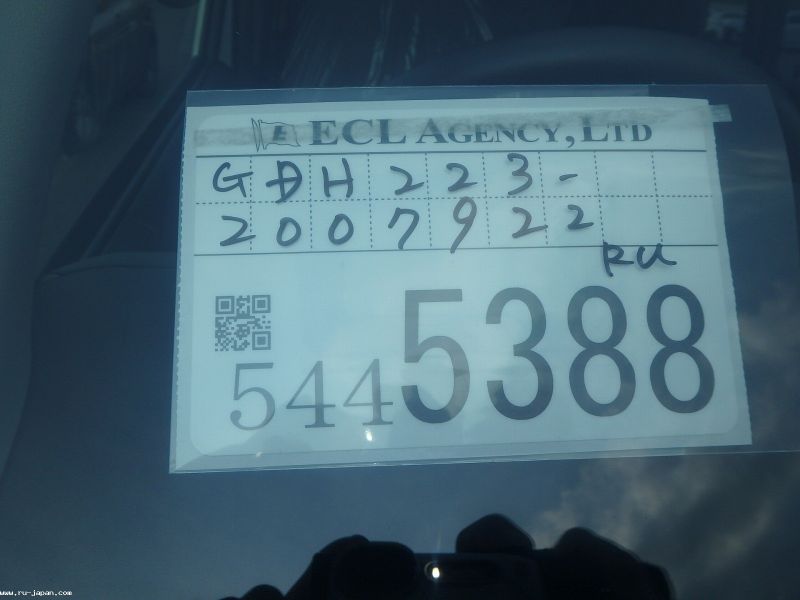 E ECL AGENCY, LTD
GDH223-
2007922
RU
5445388
www.ru-japan.com